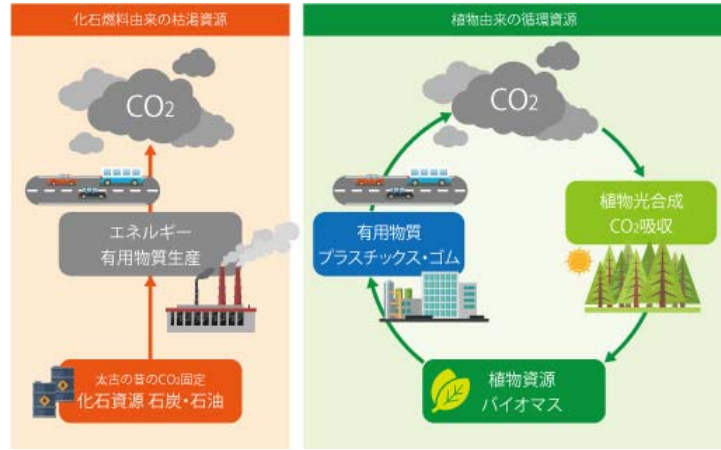 化石燃料由来の枯渇資源
CO2
エネルギー
有用物質生産
太古の昔のCO2固定
化石資源 石炭・石油
植物由来の循環資源
CO2
植物光合成
CO2吸収
植物資源
バイオマス
有用物質
プラスチックス・ゴム